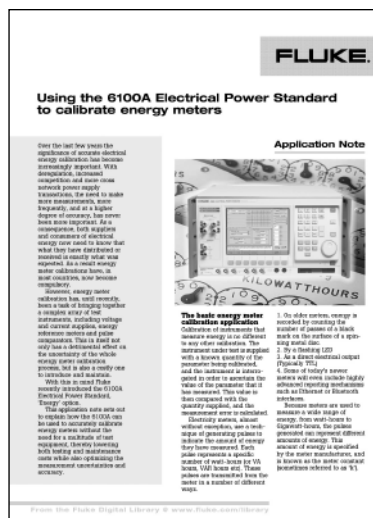 FLUKE.
Using the 6100A Electrical Power Standard
to calibrate energy meters
Application Note
Over the last few years the
significance of accurate electrical
energy calibration has become
increasingly important. With
deregulation, increased
competition and more cross
network power supply
transactions, the need to make
more measurements, more
frequently, and at a higher
degree of accuracy, has never
been more important. As a
consequence, both suppliers
and consumers of electrical
energy now need to know that
what they have distributed or
received is exactly what was
expected. As a result energy
meter calibrations have, in
most countries, now become
compulsory.
However, energy meter
calibration has, until recently,
been a task of bringing together
a complex array of test
instruments, including voltage
and current supplies, energy
reference meters and pulse
comparators. This in itself not
only has a detrimental effect on
the uncertainty of the whole
energy meter calibration
process, but is also a costly one
to introduce and maintain.
With this in mind Fluke
recently introduced the 6100A
Electrical Power Standard,
'Energy' option.
This application note sets out
to explain how the 6100A can
be used to accurately calibrate
energy meters without the
need for a multitude of test
equipment, thereby lowering
both testing and maintenance
costs while also optimizing the
measurement uncertainties and
accuracy.
KILOWATTHOURS
The basic energy meter
calibration application
Calibration of instruments that
measure energy is no different
to any other calibration. The
instrument under test is supplied
with a known quantity of the
parameter being calibrated,
and the instrument is interro-
gated in order to ascertain the
value of the parameter that it
has measured. This value is
then compared with the
quantity supplied, and the
measurement error is calculated.
Electricity meters, almost
without exception, use a tech-
nique of generating pulses to
indicate the amount of energy
they have measured. Each
pulse represents a specific
number of watt-hours (or VA
hours, VAR hours etc). These
pulses are transmitted from the
meter in a number of different
ways.
1. On older meters, energy is
recorded by counting the
number of passes of a black
mark on the surface of a spin-
ning metal disc.
2. By a flashing LED
3. As a direct electrical output
(Typically TTL)
4. Some of today's newer
meters will even include highly
advanced reporting mechanisms
such as Ethernet or Bluetooth
interfaces.
Because meters are used to
measure a wide range of
energy, from watt-hours to
Gigawatt-hours, the pulses
generated can represent different
amounts of energy. This
amount of energy is specified
by the meter manufacturer, and
is known as the meter constant
(sometimes referred to as 'k').
From the Fluke Digital Library @ www.fluke.com/library